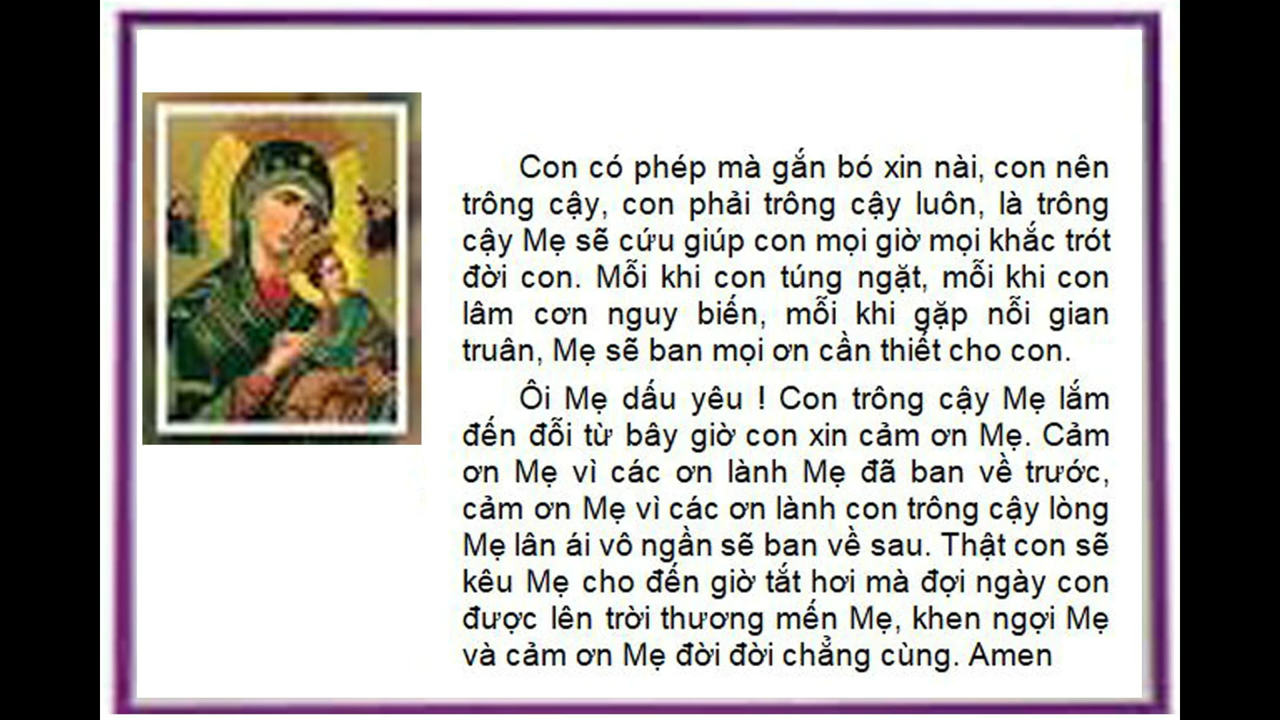 Con có phép mà gắn bó xin nài, con nên
trông cậy, con phải trông cậy luôn, là trông
cậy Mẹ sẽ cứu giúp con mọi giờ mọi khắc trót
đời con. Mỗi khi con túng ngặt, mỗi khi con
lâm cơn nguy biến, mỗi khi gặp nỗi gian
truân, Mẹ sẽ ban mọi ơn cần thiết cho con.
Ôi Mẹ dấu yêu ! Con trông cậy Mẹ lắm
đến đỗi từ bây giờ con xin cảm ơn Mẹ. Cảm
ơn Mẹ vì các ơn lành Mẹ đã ban về trước,
cảm ơn Mẹ vì các ơn lành con trông cậy lòng
Mẹ lân ái vô ngần sẽ ban về sau. Thật con sẽ
kêu Mẹ cho đến giờ tắt hơi mà đợi ngày con
được lên trời thương mến Mẹ, khen ngợi Mẹ
và cảm ơn Mẹ đời đời chẳng cùng. Amen